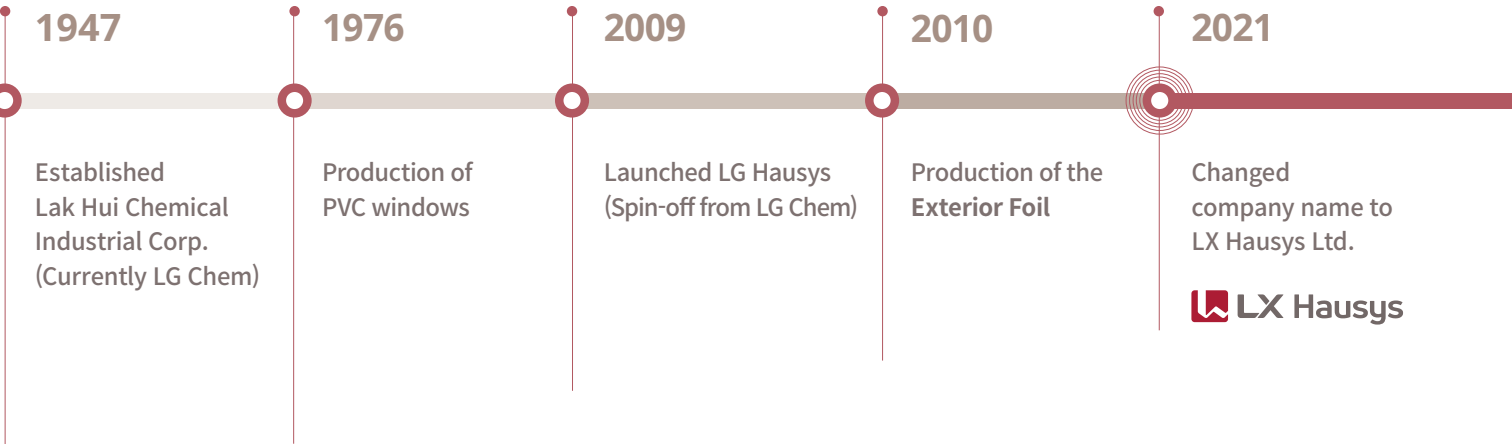 1947
Established
Lak Hui Chemical
Industrial Corp.
(Currently LG Chem)
1976
Production of
PVC windows
2009
Launched LG Hausys
(Spin-off from LG Chem)
2010
Production of the
Exterior Foil
2021
Changed
company name to
LX Hausys Ltd.
LX Hausys